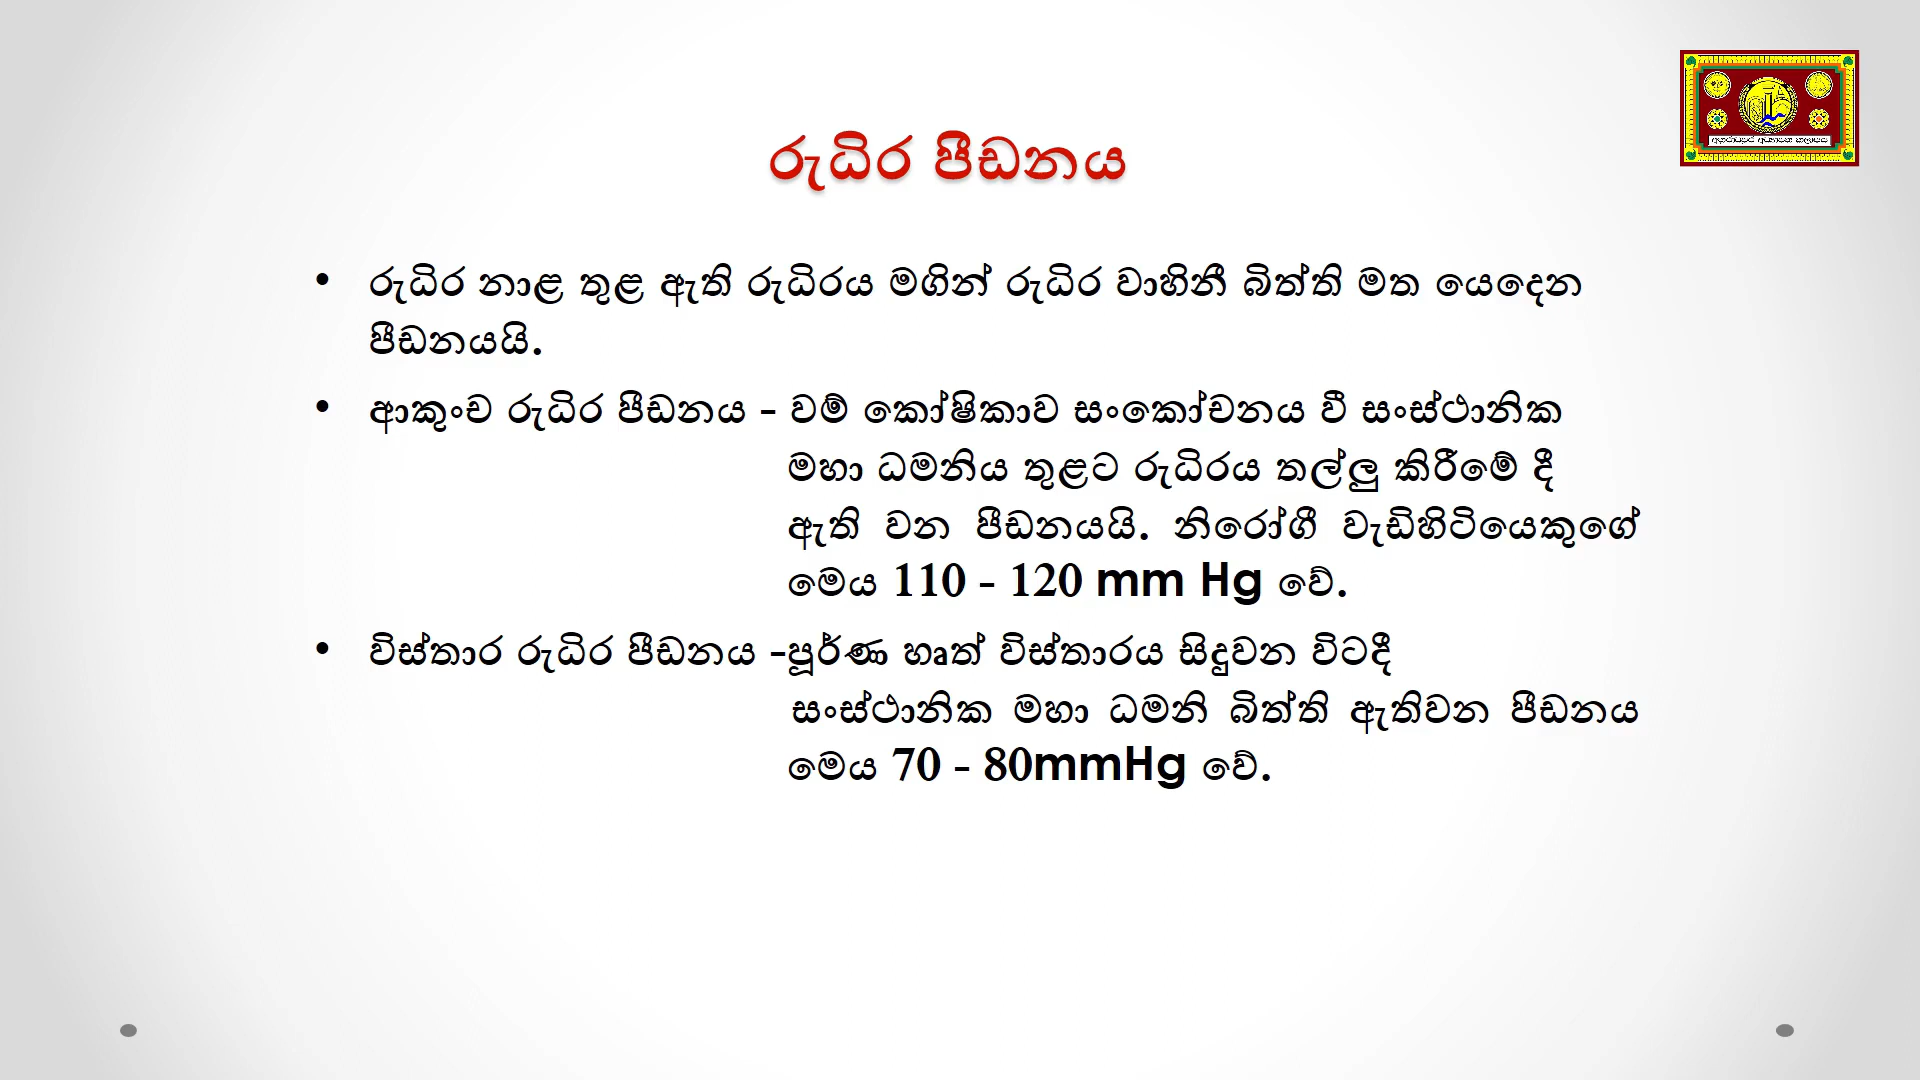 රුධිර පීඩනය
• රුධිර නාළ තුළ ඇති රුධිරය මගින් රුධිර වාහිනී බිත්ති මත යෙදෙන
පීඩනයයි.
• ආකුංච රුධිර පීඩනය - වම් කෝෂිකාව සංකෝචනය වී සංස්ථානික
මහා ධමනිය තුළට රුධිරය තල්ලු කිරීමේ දී
ඇති වන පීඩනයයි. නිරෝගී වැඩිහිටියෙකුගේ
මෙය 110 - 120 mm Hg වේ.
• විස්තාර රුධිර පීඩනය -පූර්ණ හෘත් විස්තාරය සිදුවන විටදී
සංස්ථානික මහා ධමනි බිත්ති ඇතිවන පීඩනය
මෙය 70 - 80mmHg වේ.